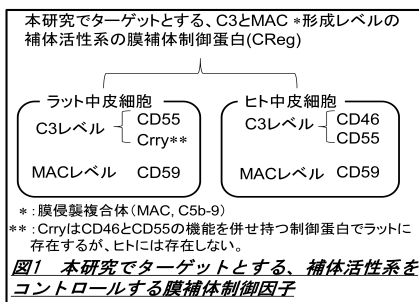 本研究でターゲットとする、C3とMAC *形成レベルの
補体活性系の膜補体制御蛋白(CReg)
ラット中皮細胞
C3レベル CD55
Crry**
MACレベル CD59
ヒト中皮細胞
C3レベル CD46
CD55
MACレベル CD59
*:膜侵襲複合体(MAC, C5b-9)
**:CrryはCD46とCD55の機能を併せ持つ制御蛋白でラットに
存在するが、ヒトには存在しない。
図1 本研究でターゲットとする、補体活性系を
コントロールする膜補体制御因子